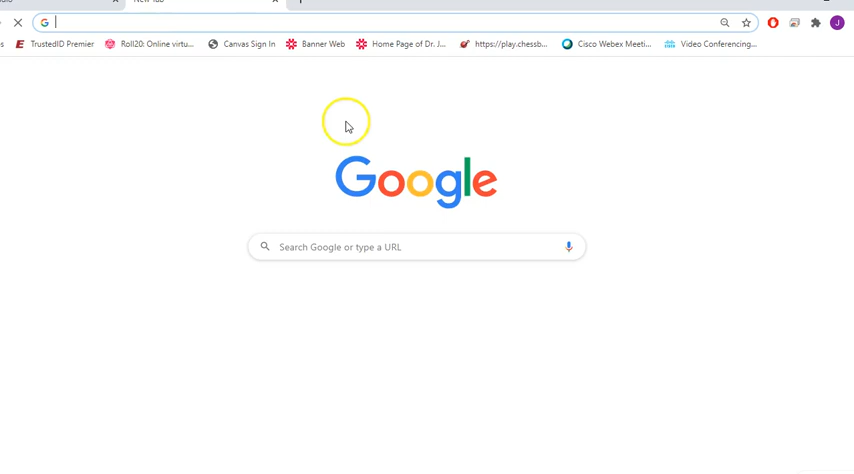 New Tab
TrustedID Premier Roll20: Online virtu... Canvas Sign In Banner Web Home Page of Dr. J... https://play.chessb... Cisco Webex Meeti... Video Conferencing...
J
Google
Search Google or type a URL